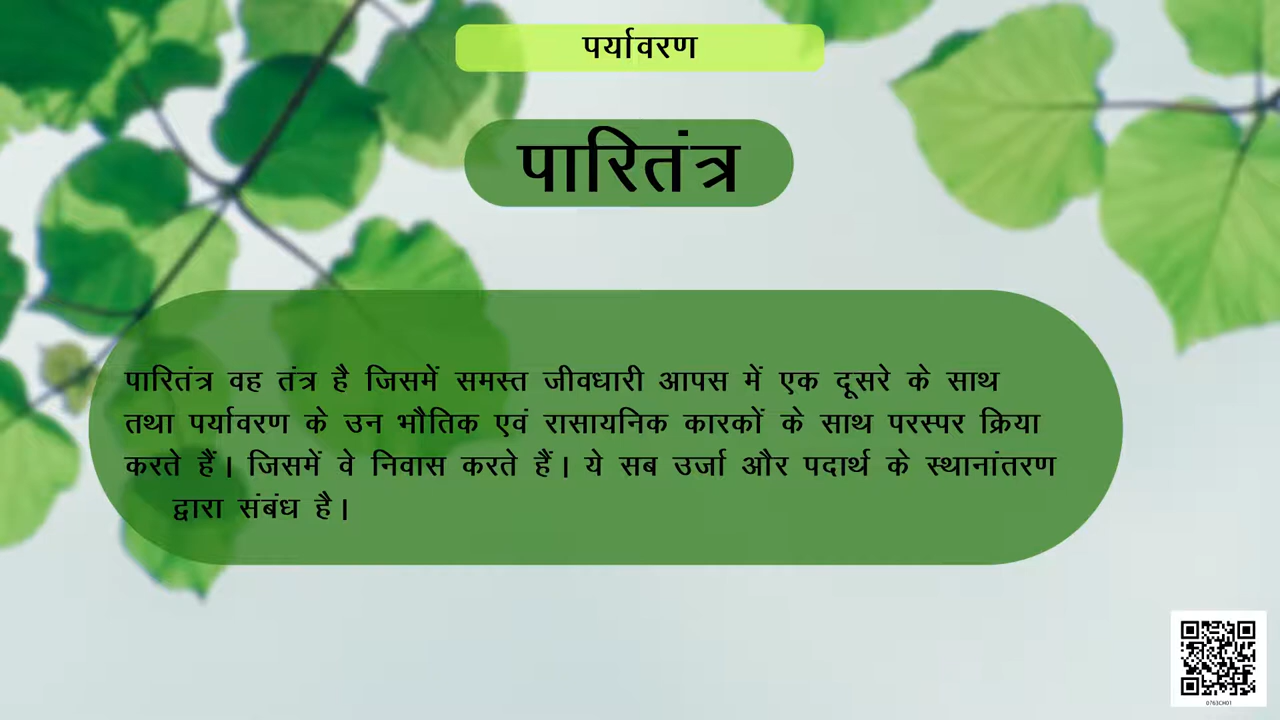 पर्यावरण
पारितंत्र
पारितंत्र वह तंत्र है जिसमें समस्त जीवधारी आपस में एक दूसरे के साथ
तथा पर्यावरण के उन भौतिक एवं रासायनिक कारकों के साथ परस्पर क्रिया
करते हैं। जिसमें वे निवास करते हैं। ये सब उर्जा और पदार्थ के स्थानांतरण
द्वारा संबंध है।
0763CH01